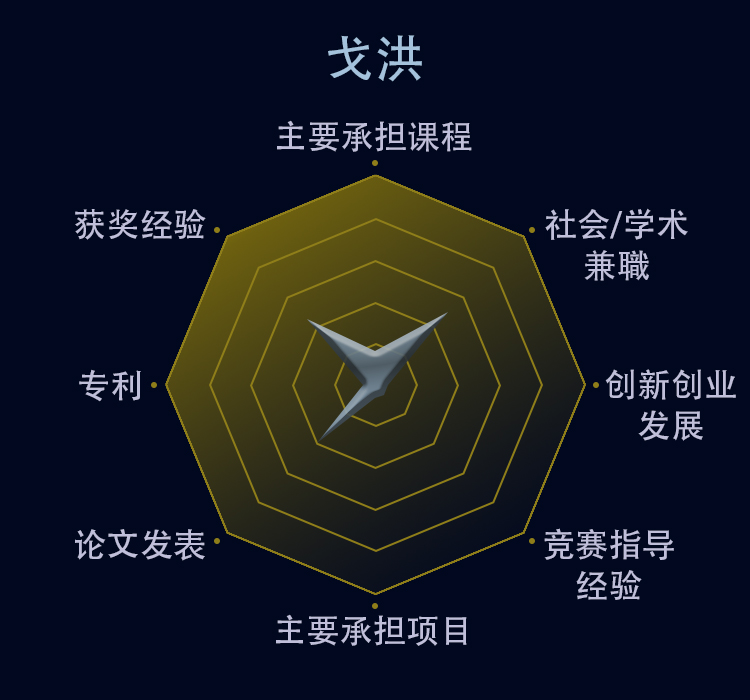 戈洪
主要承担课程
获奖经验
社会/学术
兼職
专利
创新创业
发展
论文发表
竞赛指导
经验
主要承担项目